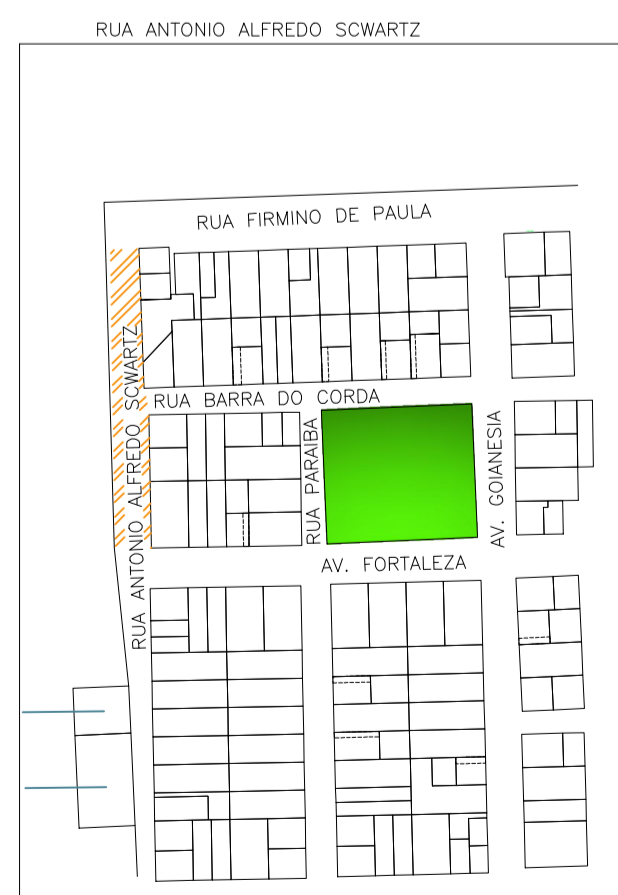 RUA ANTONIO ALFREDO SCWARTZ
RUA FIRMINO DE PAULA
RUA ANTONIO ALFREDO SCWARTZ
RUA BARRA DO CORDA
RUA PARAIBA
AV. GOIANESIA
AV. FORTALEZA